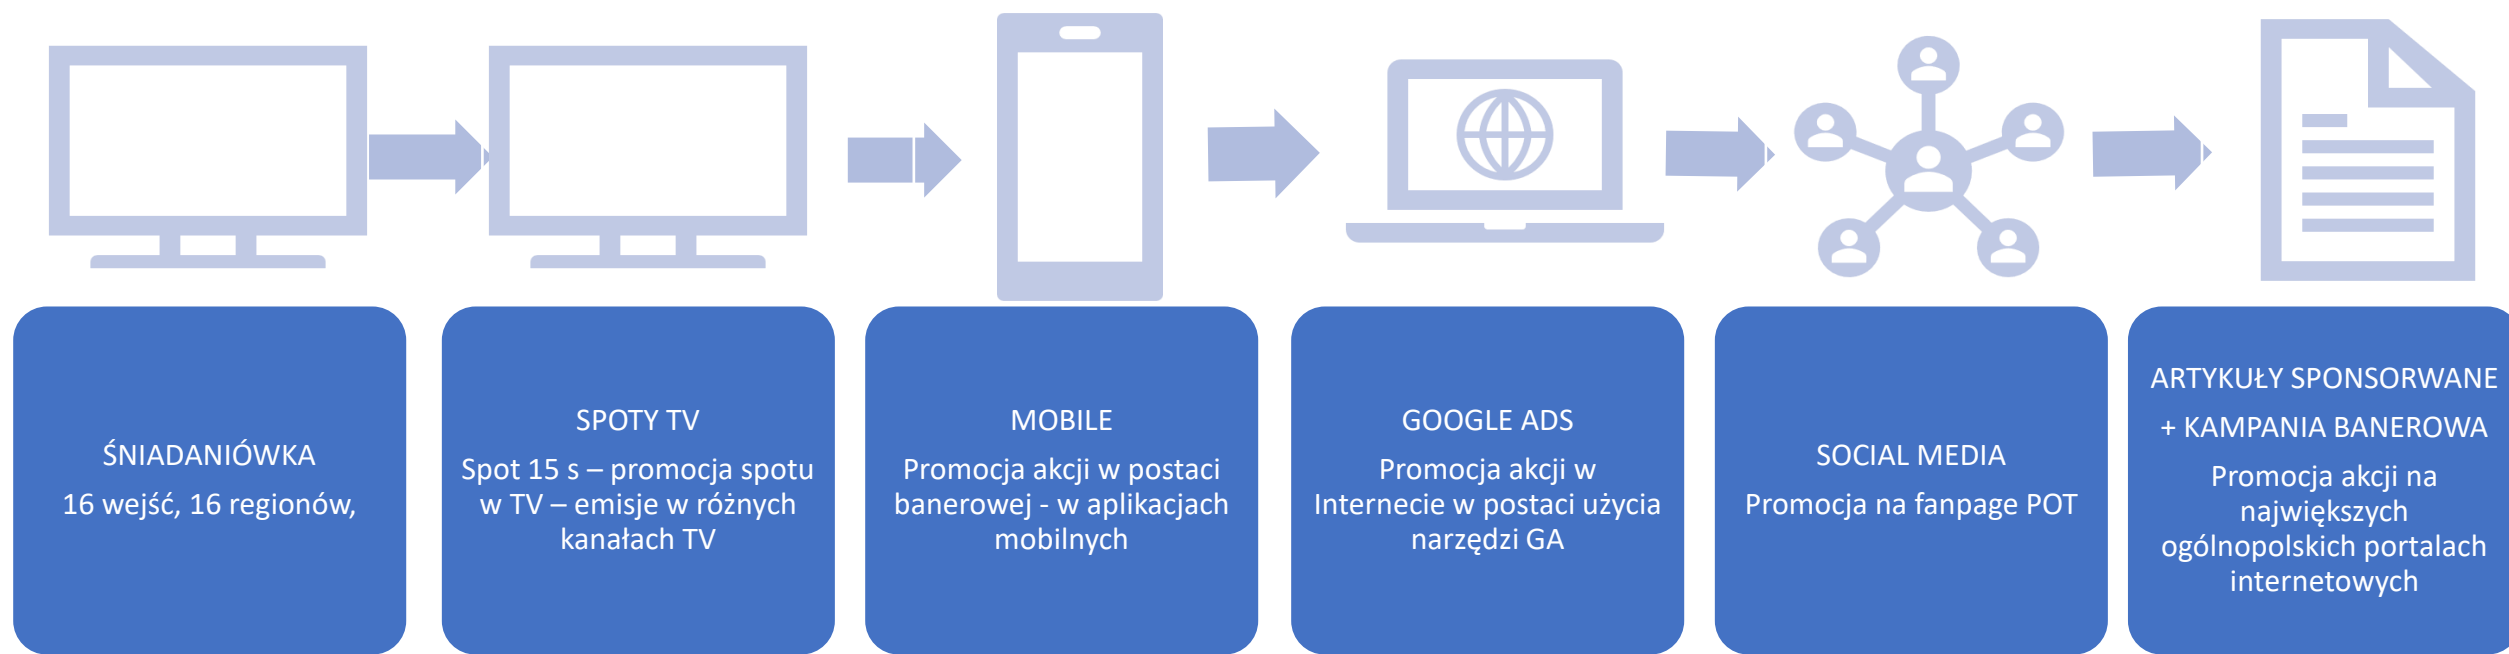 ŚNIADANIÓWKA
16 wejść, 16 regionów,
SPOTY TV
Spot 15 s – promocja spotu
w TV – emisje w różnych
kanałach TV
MOBILE
Promocja akcji w postaci
banerowej - w aplikacjach
mobilnych
GOOGLE ADS
Promocja akcji w
Internecie w postaci użycia
narzędzi GA
SOCIAL MEDIA
Promocja na fanpage POT
ARTYKUŁY SPONSORWANE
+ KAMPANIA BANEROWA
Promocja akcji na
największych
ogólnopolskich portalach
internetowych